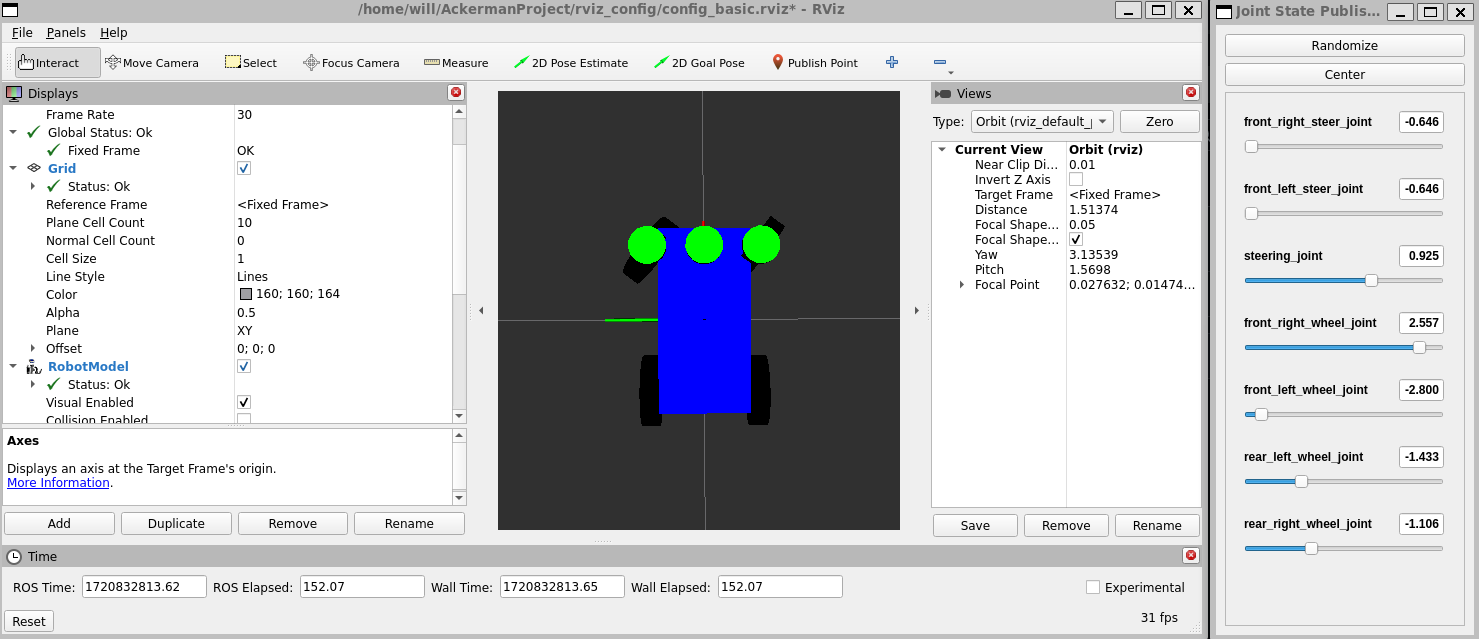 /home/will/AckermanProject/rviz_config/config_basic.rviz* - RViz
File Panels Help
Interact Move Camera Select Focus Camera Measure 2D Pose Estimate 2D Goal Pose Publish Point
Displays
Frame Rate 30
Global Status: Ok
Fixed Frame OK
Grid
Status: Ok
Reference Frame <Fixed Frame>
Plane Cell Count 10
Normal Cell Count 0
Cell Size 1
Line Style Lines
Color 160; 160; 164
Alpha 0.5
Plane XY
Offset 0; 0; 0
RobotModel
Status: Ok
Visual Enabled
Collision Enabled
Axes
Displays an axis at the Target Frame's origin.
More Information.
Add Duplicate Remove Rename
Views
Type: Orbit (rviz_default_ Zero
Current View Orbit (rviz)
Near Clip Di... 0.01
Invert Z Axis
Target Frame <Fixed Frame>
Distance 1.51374
Focal Shape... 0.05
Focal Shape...
Yaw 3.13539
Pitch 1.5698
Focal Point 0.027632; 0.01474...
Save Remove Rename
Time
ROS Time: 1720832813.62 ROS Elapsed: 152.07 Wall Time: 1720832813.65 Wall Elapsed: 152.07 Experimental
Reset 31 fps
Joint State Publis...
Randomize
Center
front_right_steer_joint -0.646
front_left_steer_joint -0.646
steering_joint 0.925
front_right_wheel_joint 2.557
front_left_wheel_joint -2.800
rear_left_wheel_joint -1.433
rear_right_wheel_joint -1.106